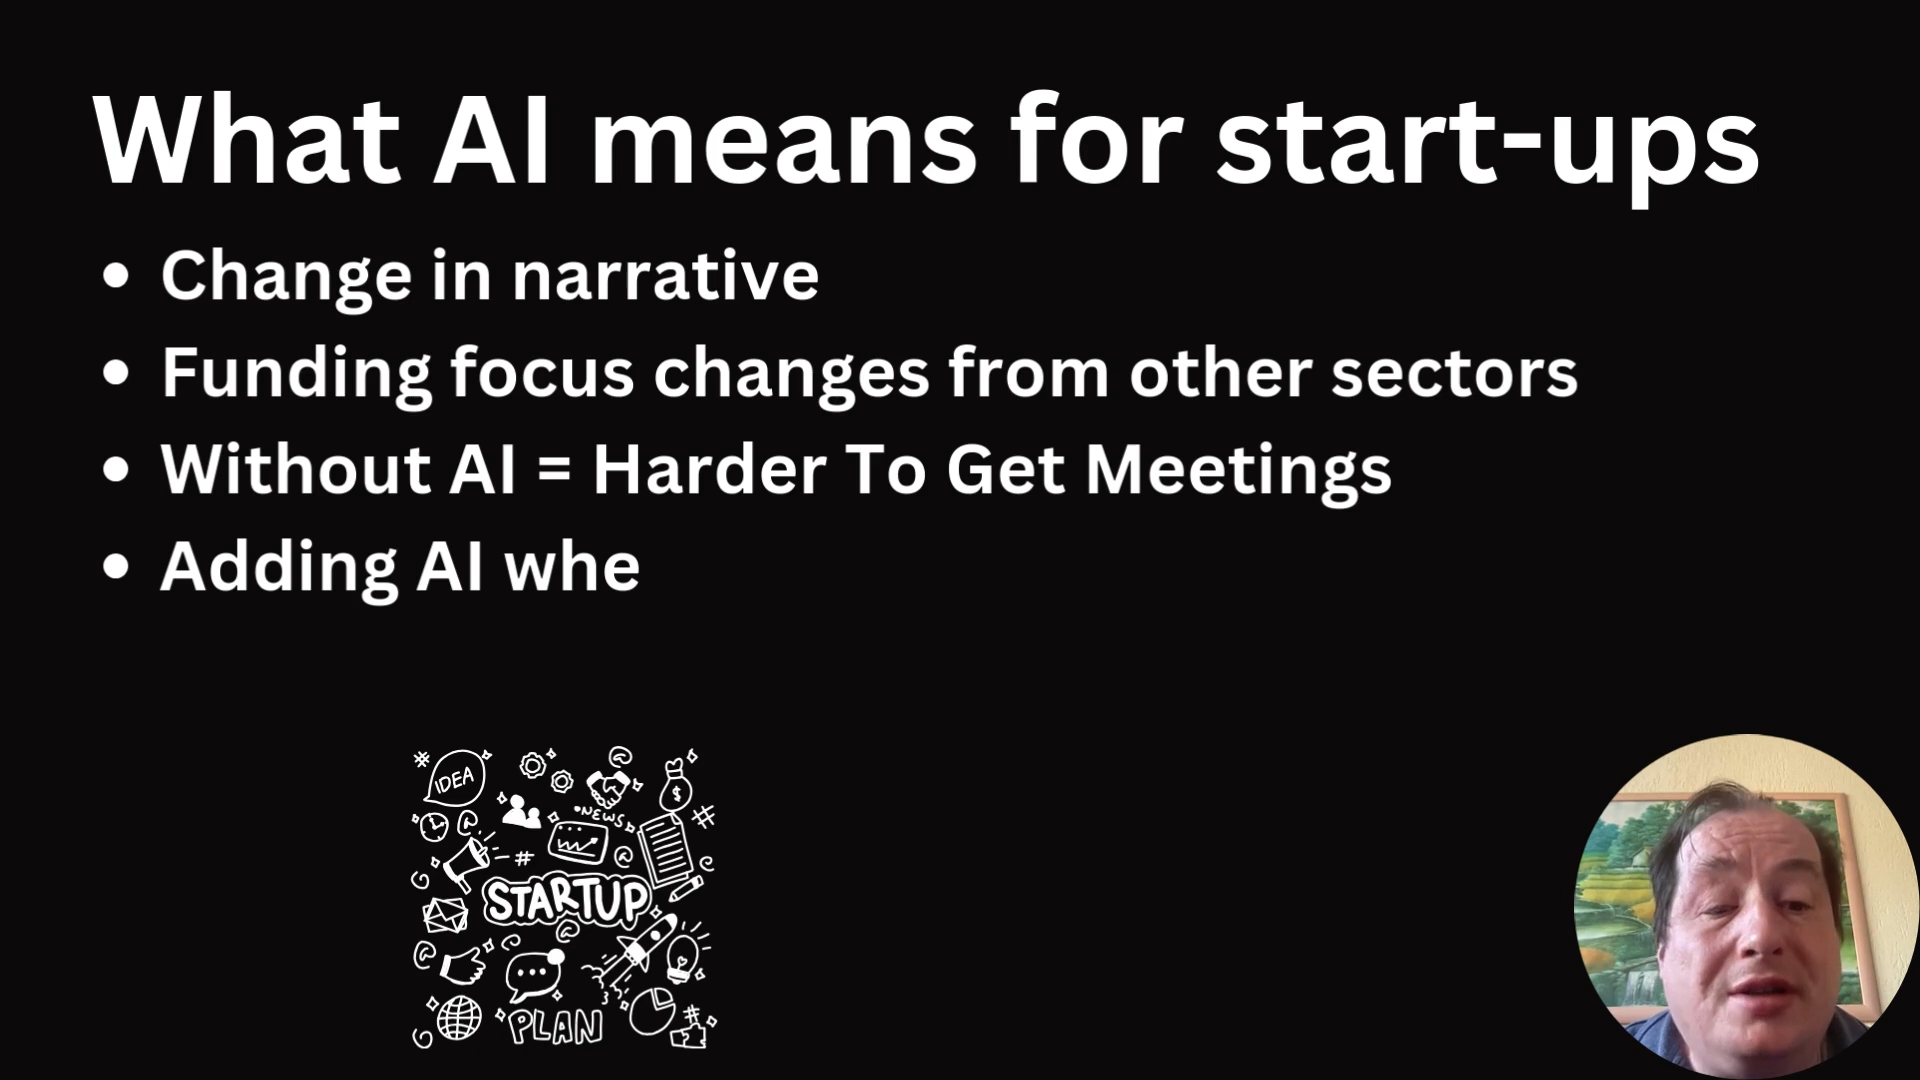 What AI means for start-ups
• Change in narrative
• Funding focus changes from other sectors
• Without AI = Harder To Get Meetings
• Adding AI whe
IDEA
NEWS
$
STARTUP
PLAN